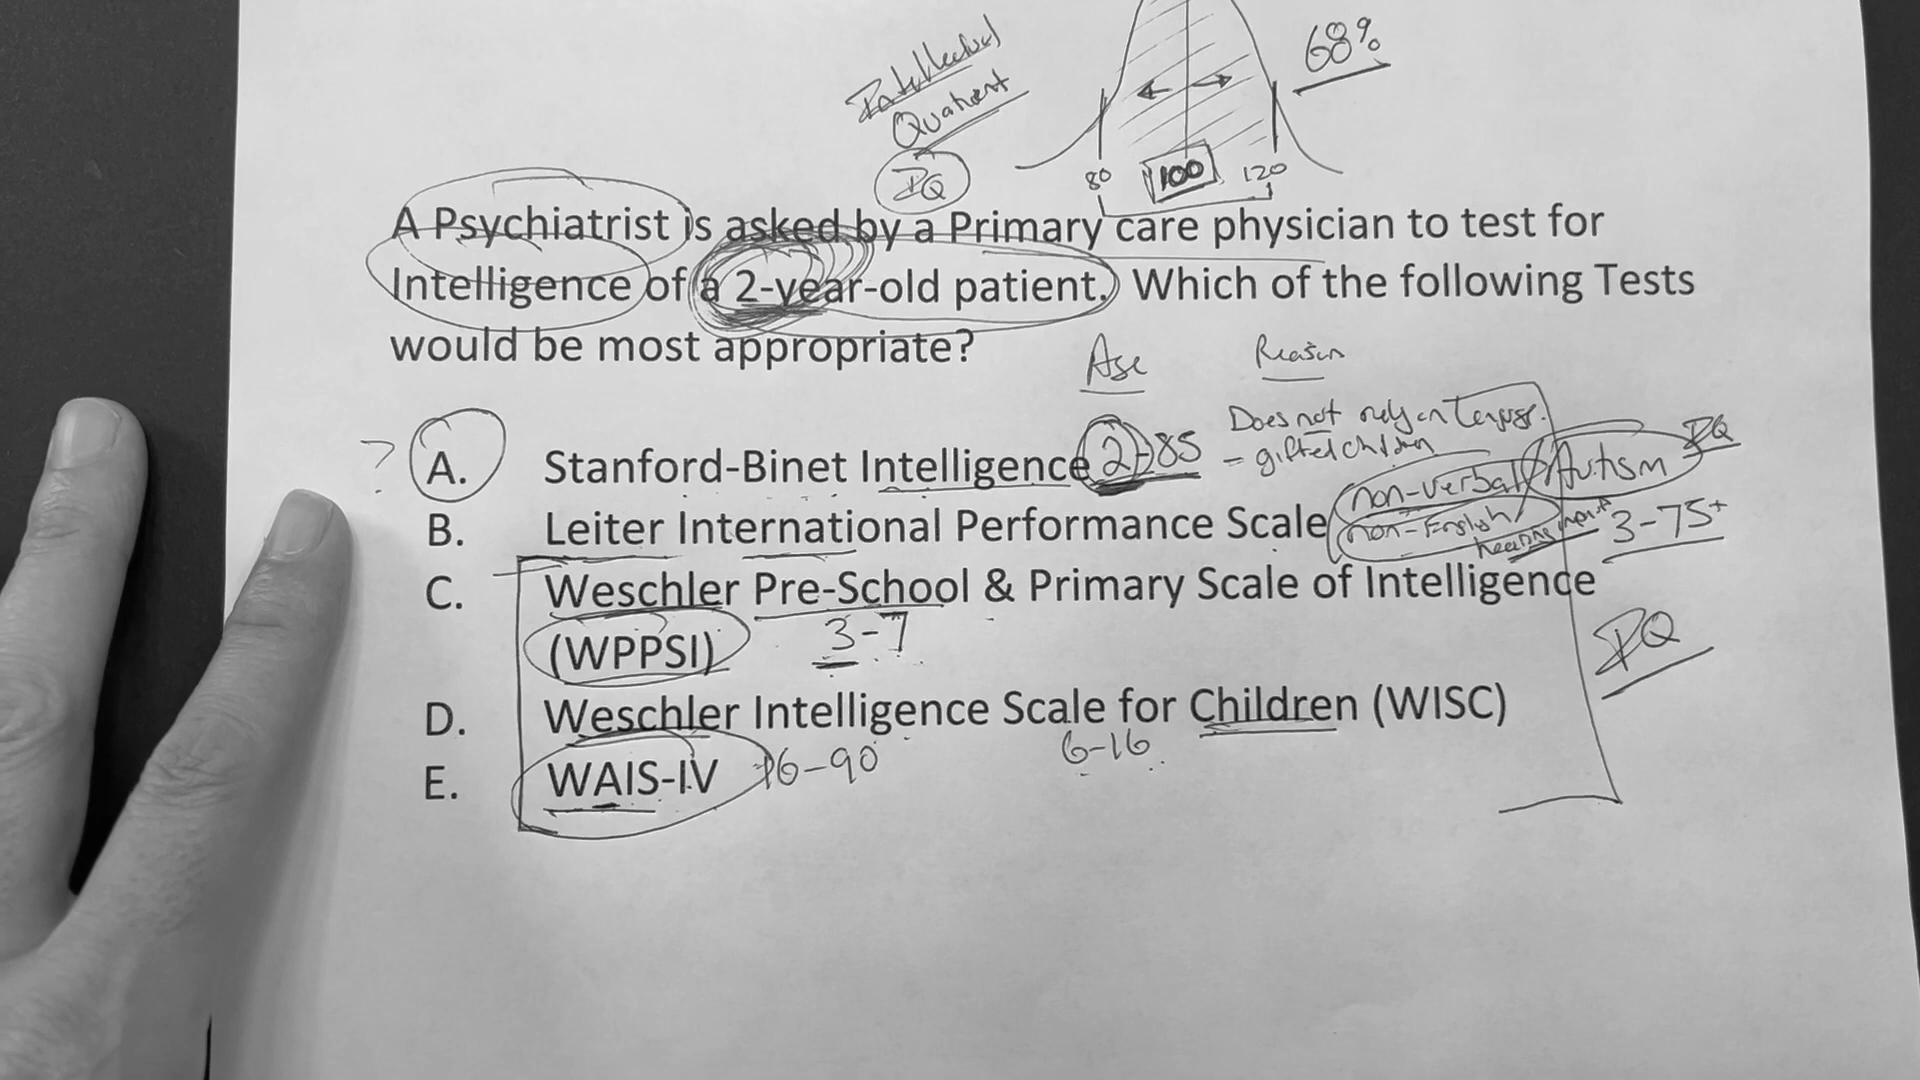 68%
Intellectual
Quotient
IQ
80 100 120
A Psychiatrist is asked by a Primary care physician to test for
Intelligence of a 2-year-old patient. Which of the following Tests
would be most appropriate?
Age Reason
Does not rely on
? A. Stanford-Binet Intelligence 2-85 = gifted children
non-verbal / Autism IQ
B. Leiter International Performance Scale non-English / hearing 3-75+
C. Weschler Pre-School & Primary Scale of Intelligence
(WPPSI) 3-7 IQ
D. Weschler Intelligence Scale for Children (WISC)
6-16
E. WAIS-IV 16-90